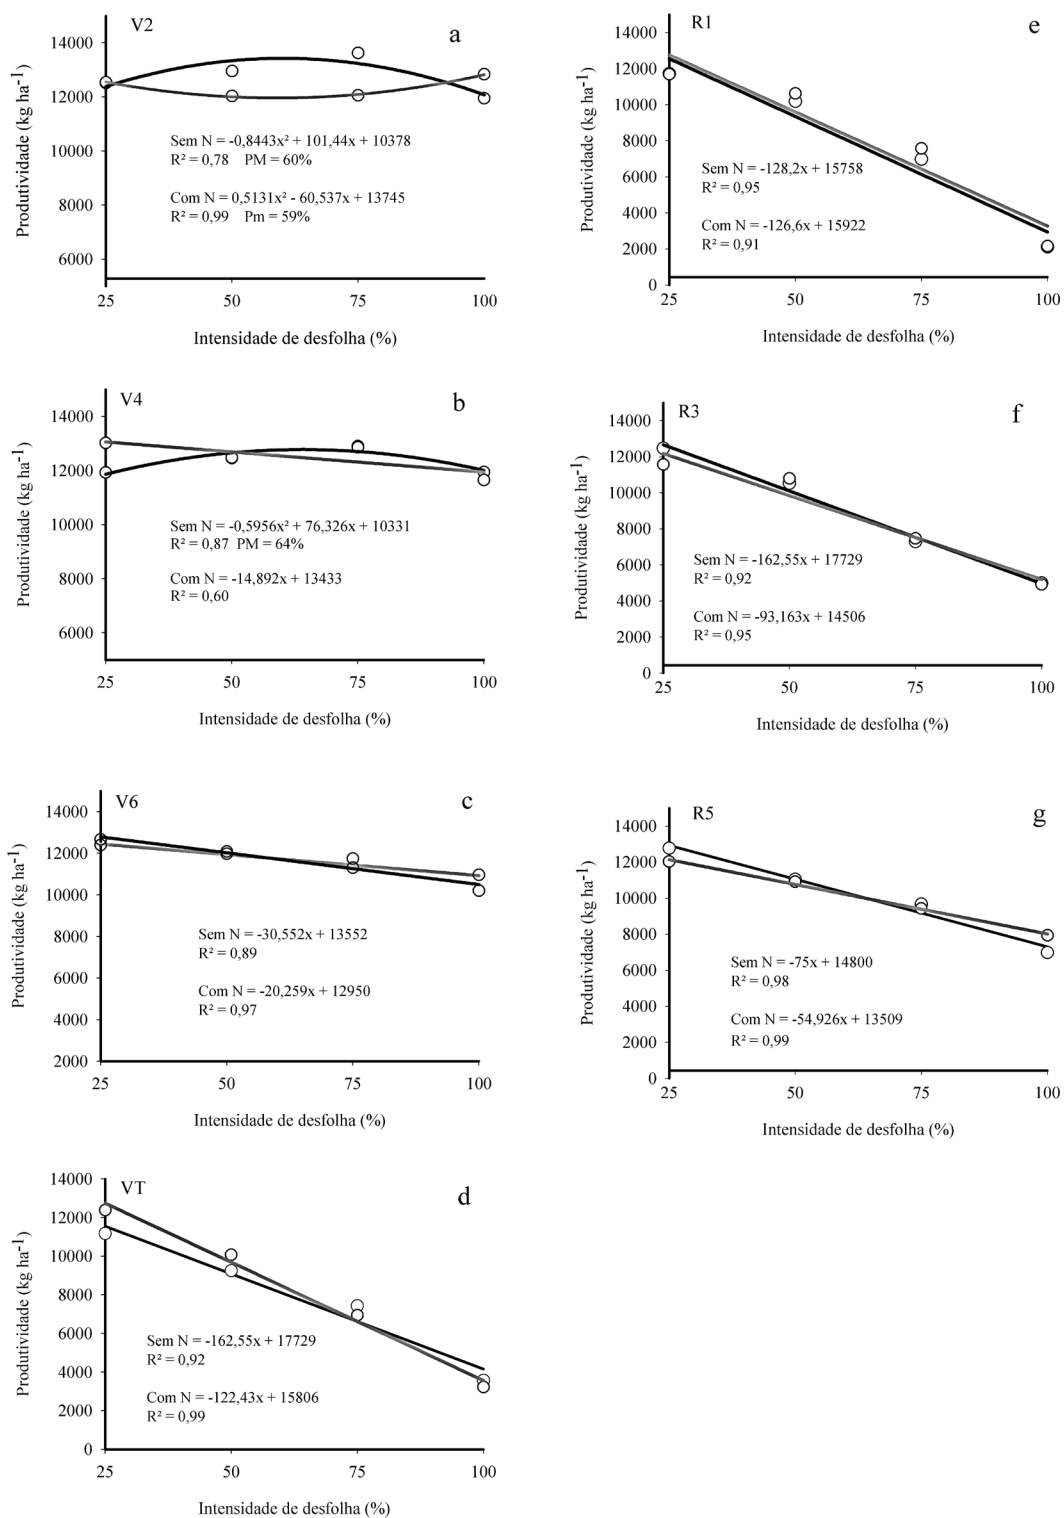 V2
a
Produtividade (kg ha-1)
14000
12000
10000
8000
6000
Sem N = -0,8443x² + 101,44x + 10378
R² = 0,78 PM = 60%
Com N = 0,5131x² - 60,537x + 13745
R² = 0,99 Pm = 59%
25 50 75 100
Intensidade de desfolha (%)
V4
b
Produtividade (kg ha-1)
14000
12000
10000
8000
6000
Sem N = -0,5956x² + 76,326x + 10331
R² = 0,87 PM = 64%
Com N = -14,892x + 13433
R² = 0,60
25 50 75 100
Intensidade de desfolha (%)
V6
c
Produtividade (kg ha-1)
14000
12000
10000
8000
6000
4000
2000
Sem N = -30,552x + 13552
R² = 0,89
Com N = -20,259x + 12950
R² = 0,97
25 50 75 100
Intensidade de desfolha (%)
VT
d
Produtividade (kg ha-1)
14000
12000
10000
8000
6000
4000
2000
0
Sem N = -162,55x + 17729
R² = 0,92
Com N = -122,43x + 15806
R² = 0,99
25 50 75 100
Intensidade de desfolha (%)
R1
e
Produtividade (kg ha-1)
14000
12000
10000
8000
6000
4000
2000
0
Sem N = -128,2x + 15758
R² = 0,95
Com N = -126,6x + 15922
R² = 0,91
25 50 75 100
Intensidade de desfolha (%)
R3
f
Produtividade (kg ha-1)
14000
12000
10000
8000
6000
4000
2000
0
Sem N = -162,55x + 17729
R² = 0,92
Com N = -93,163x + 14506
R² = 0,95
25 50 75 100
Intensidade de desfolha (%)
R5
g
Produtividade (kg ha-1)
14000
12000
10000
8000
6000
4000
2000
0
Sem N = -75x + 14800
R² = 0,98
Com N = -54,926x + 13509
R² = 0,99
25 50 75 100
Intensidade de desfolha (%)